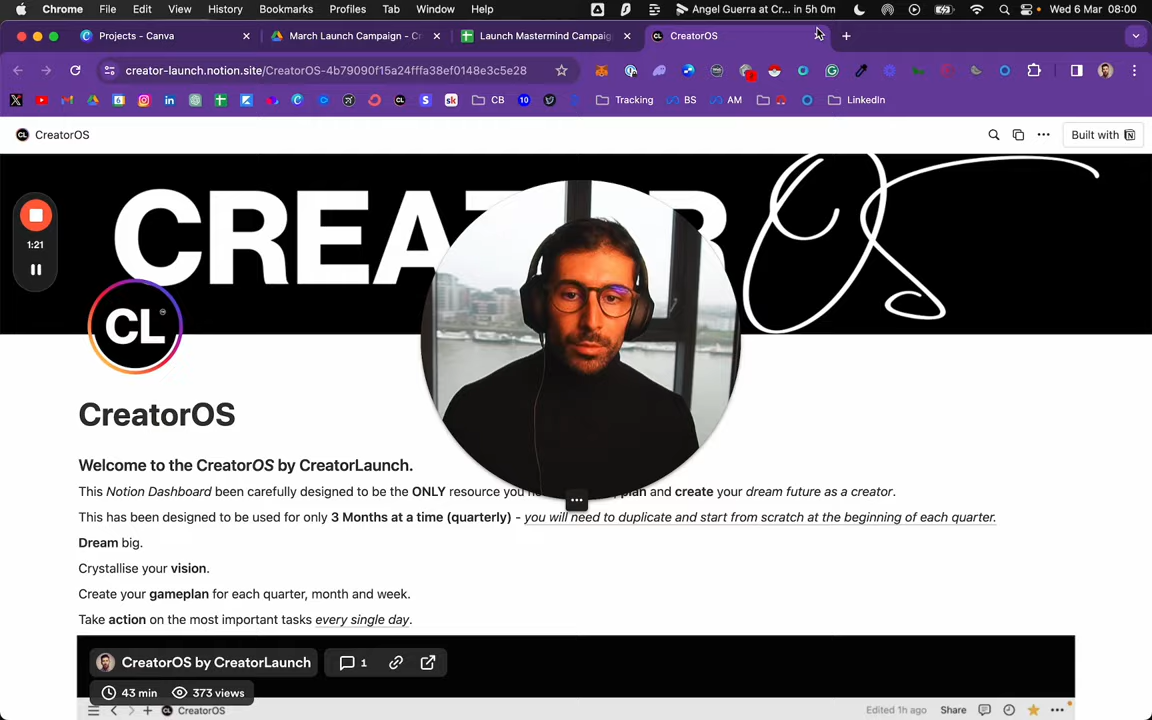 Chrome File Edit View History Bookmarks Profiles Tab Window Help Angel Guerra at Cr... in 5h 0m Wed 6 Mar 08:00
Projects - Canva March Launch Campaign - Cr Launch Mastermind Campaig CreatorOS
creator-launch.notion.site/CreatorOS-4b79090f15a24fffa38ef0148e3c5e28
CB 10 Tracking BS AM LinkedIn
CL CreatorOS Built with
CREATOR OS
1:21
CL
CreatorOS
Welcome to the CreatorOS by CreatorLaunch.
This Notion Dashboard been carefully designed to be the ONLY resource you plan and create your dream future as a creator.
This has been designed to be used for only 3 Months at a time (quarterly) - you will need to duplicate and start from scratch at the beginning of each quarter.
Dream big.
Crystallise your vision.
Create your gameplan for each quarter, month and week.
Take action on the most important tasks every single day.
CreatorOS by CreatorLaunch 1
43 min 373 views
CL CreatorOS Edited 1h ago Share